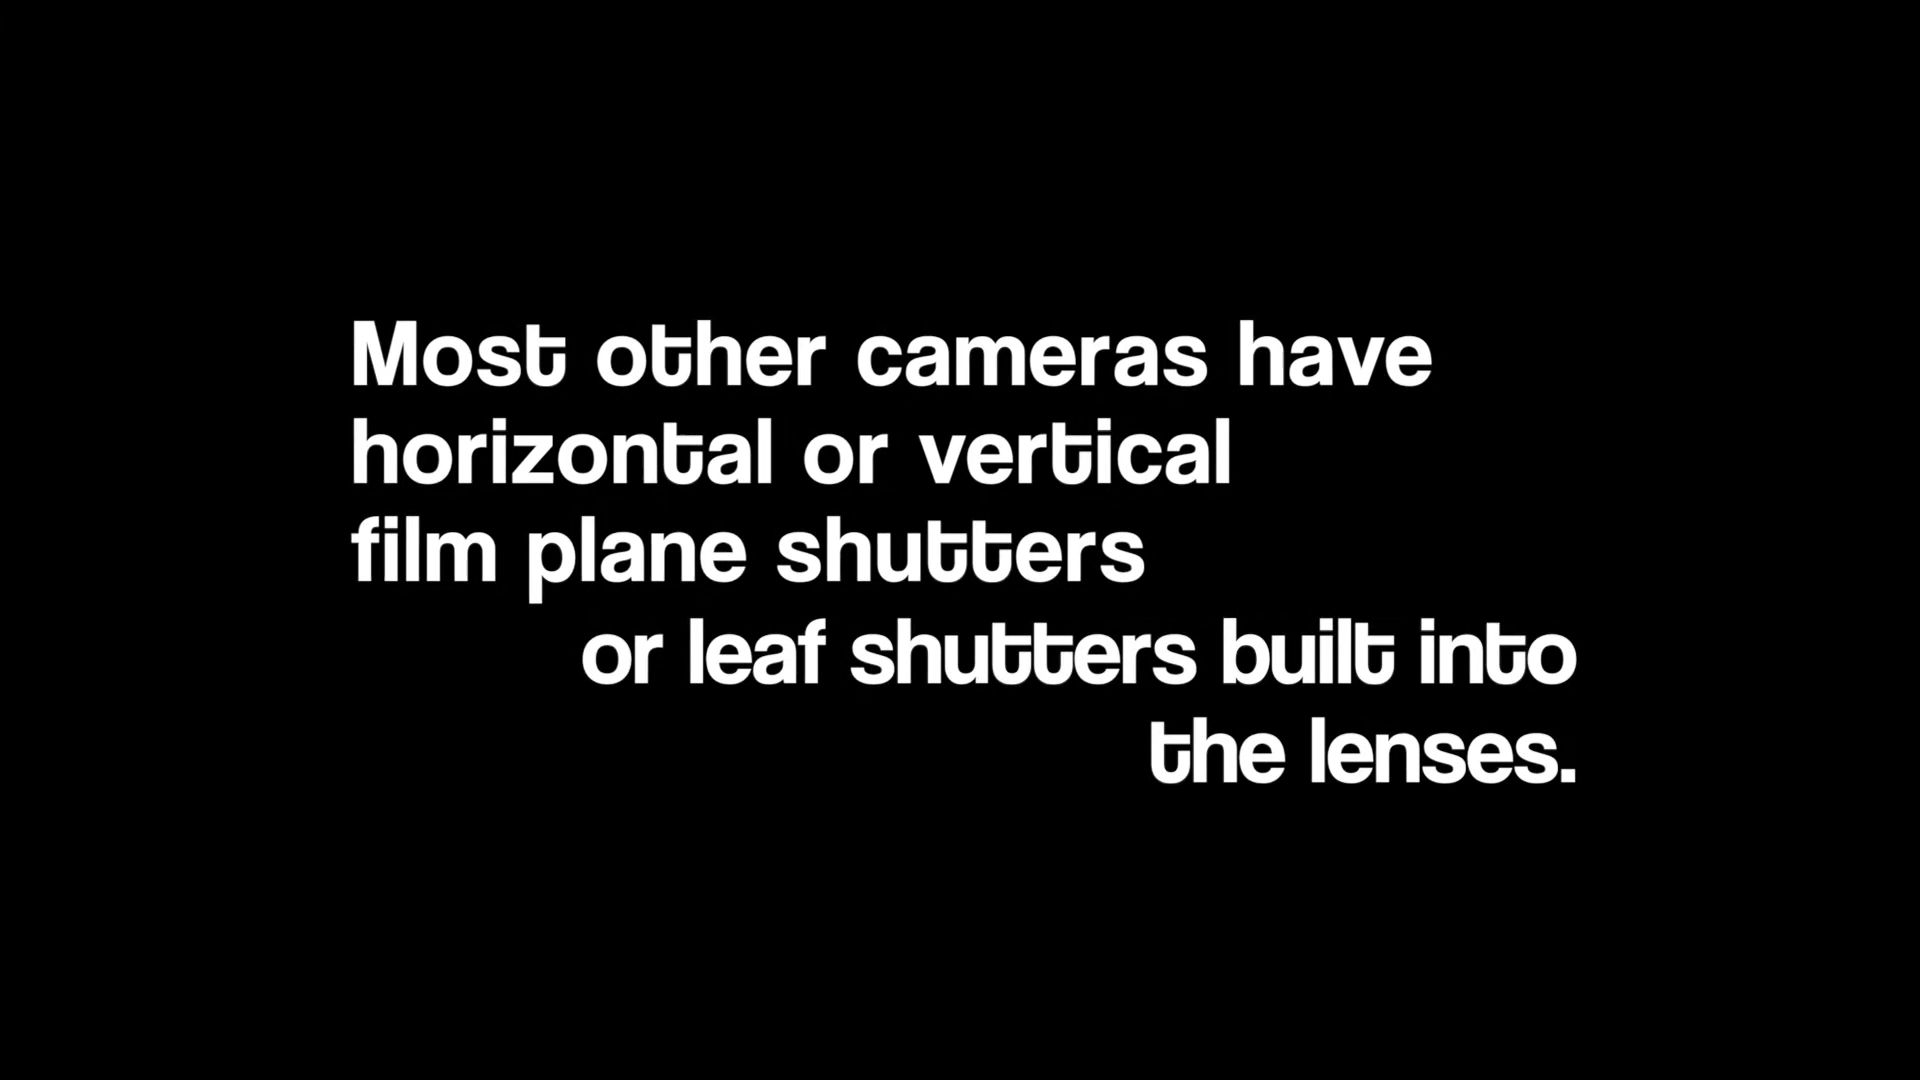 Most other cameras have
horizontal or vertical
film plane shutters
or leaf shutters built into
the lenses.